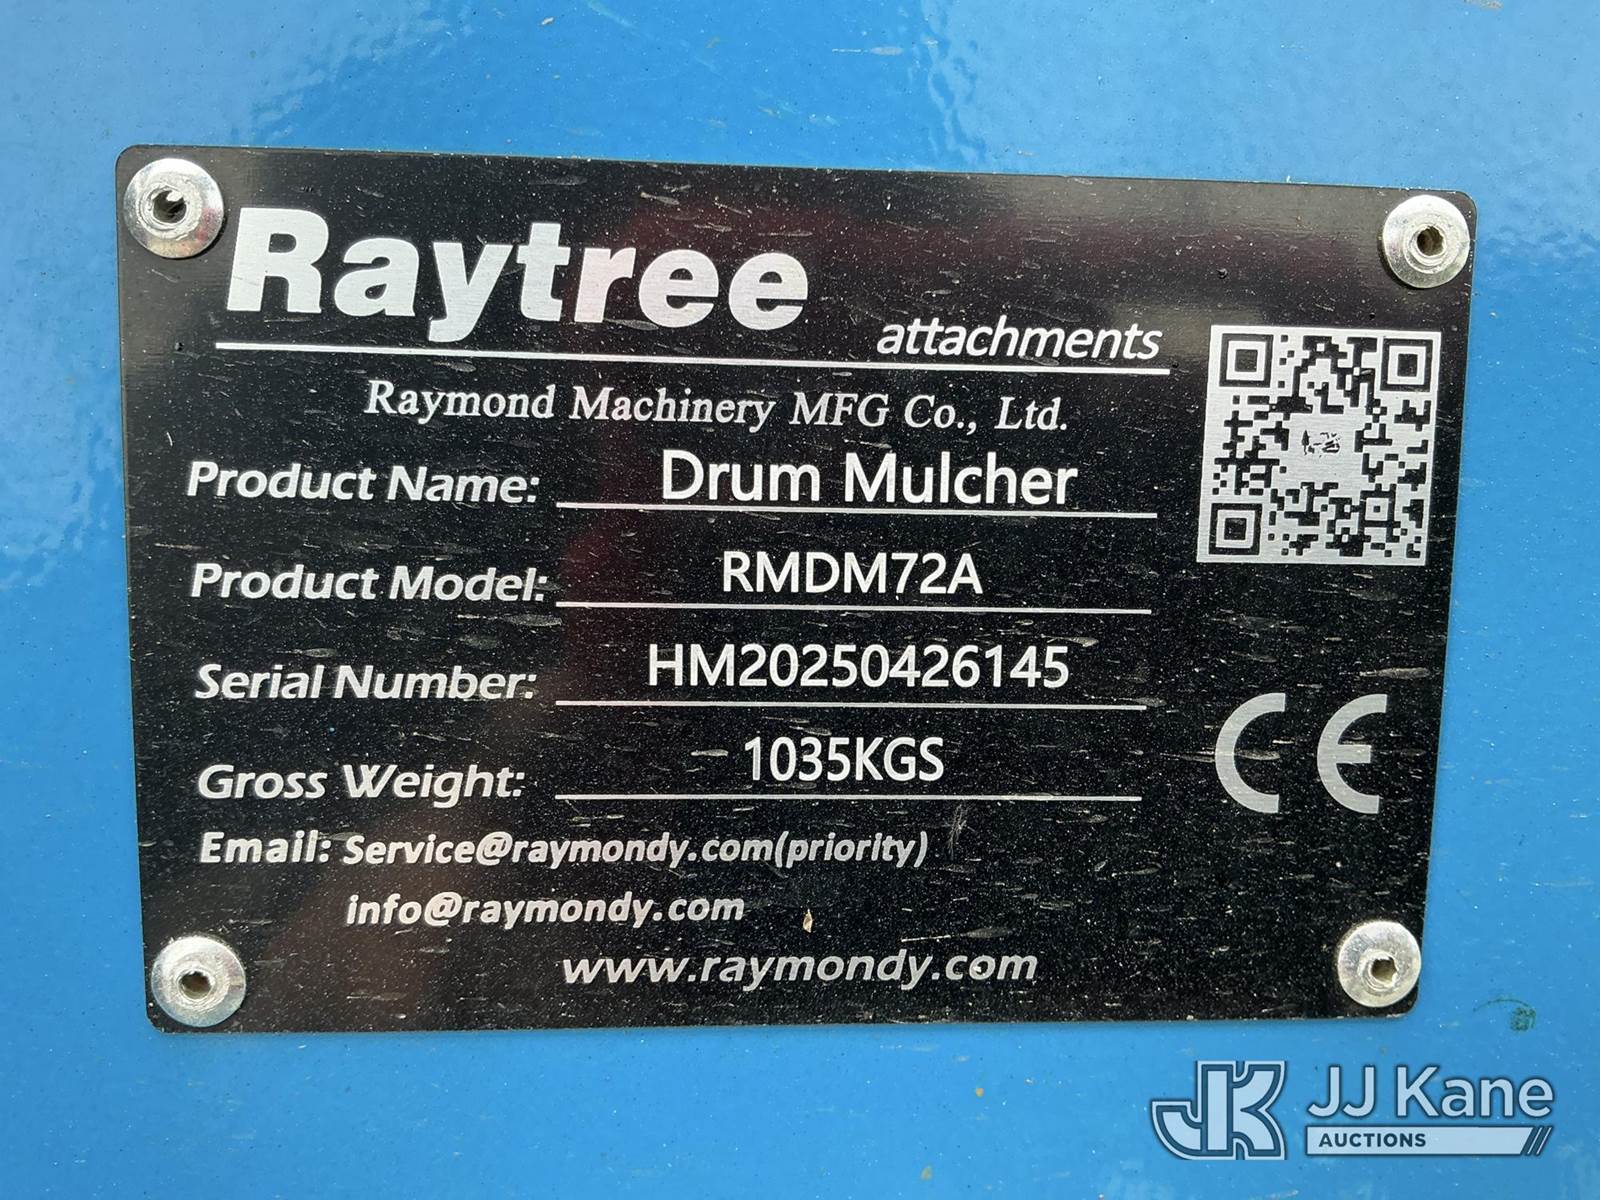 Raytree
attachments
Raymond Machinery MFG Co., Ltd.
Product Name: Drum Mulcher
Product Model: RMDM72A
Serial Number: HM20250426145
Gross Weight: 1035KGS
CE
Email: Service@raymondy.com(priority)
info@raymondy.com
www.raymondy.com
JK JJ Kane
AUCTIONS